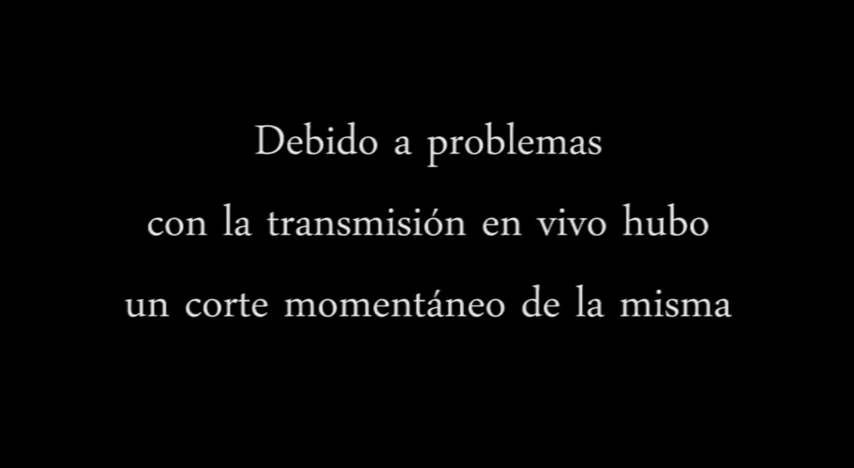 Debido a problemas
con la transmisión en vivo hubo
un corte momentáneo de la misma